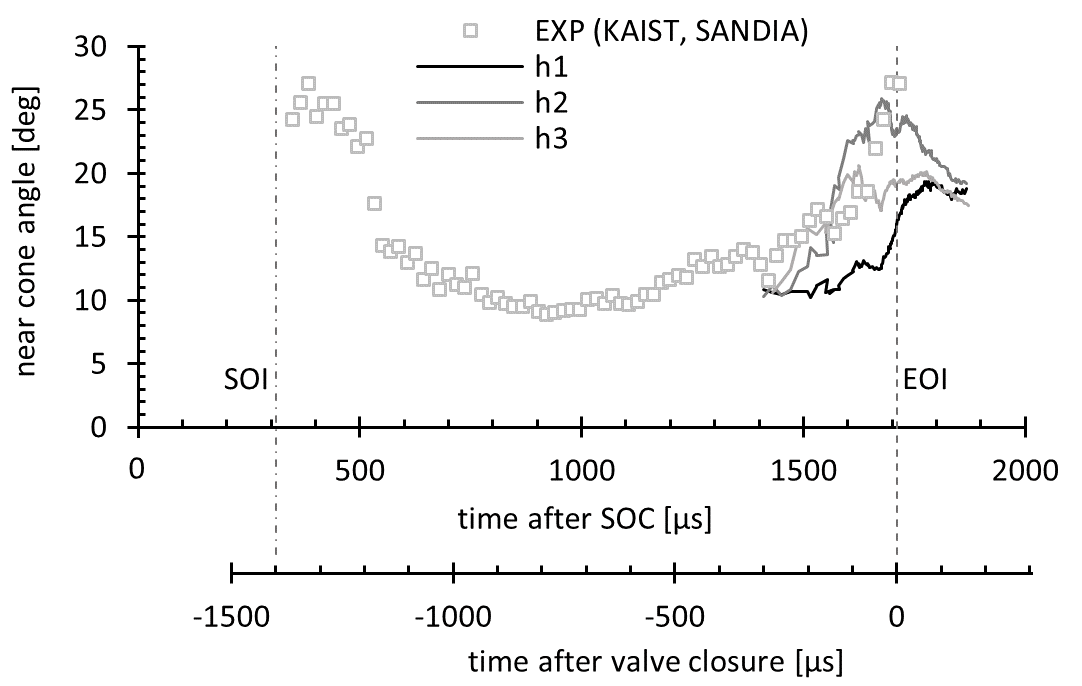 EXP (KAIST, SANDIA)
h1
h2
h3
near cone angle [deg]
30
25
20
15
10
5
0
SOI
EOI
0 500 1000 1500 2000
time after SOC [µs]
-1500 -1000 -500 0
time after valve closure [µs]